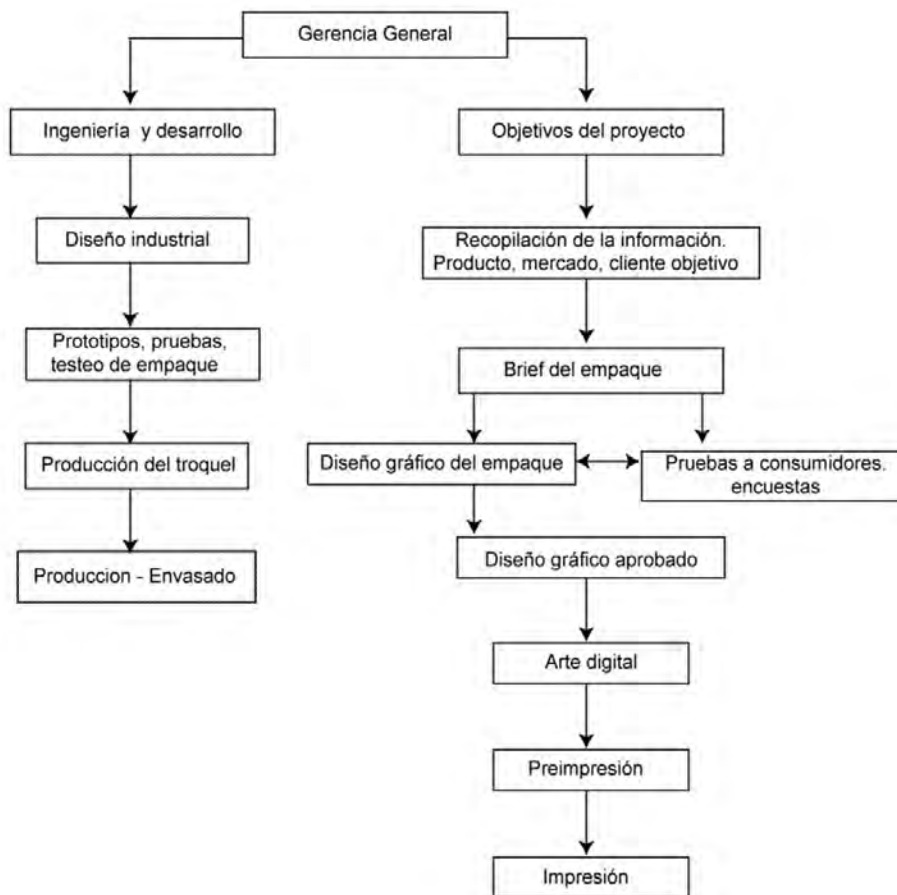 Gerencia General
Ingeniería y desarrollo
Objetivos del proyecto
Diseño industrial
Recopilación de la información.
Producto, mercado, cliente objetivo
Prototipos, pruebas,
testeo de empaque
Brief del empaque
Producción del troquel
Diseño gráfico del empaque
Pruebas a consumidores.
encuestas
Produccion - Envasado
Diseño gráfico aprobado
Arte digital
Preimpresión
Impresión